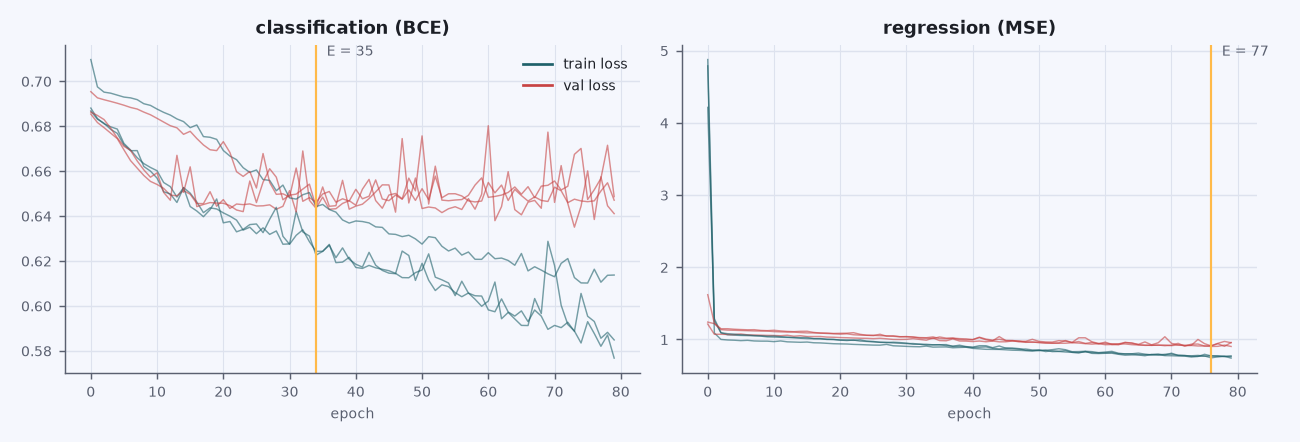 classification (BCE)
E = 35
train loss
val loss
0.70
0.68
0.66
0.64
0.62
0.60
0.58
0 10 20 30 40 50 60 70 80
epoch
regression (MSE)
E = 77
5
4
3
2
1
0 10 20 30 40 50 60 70 80
epoch